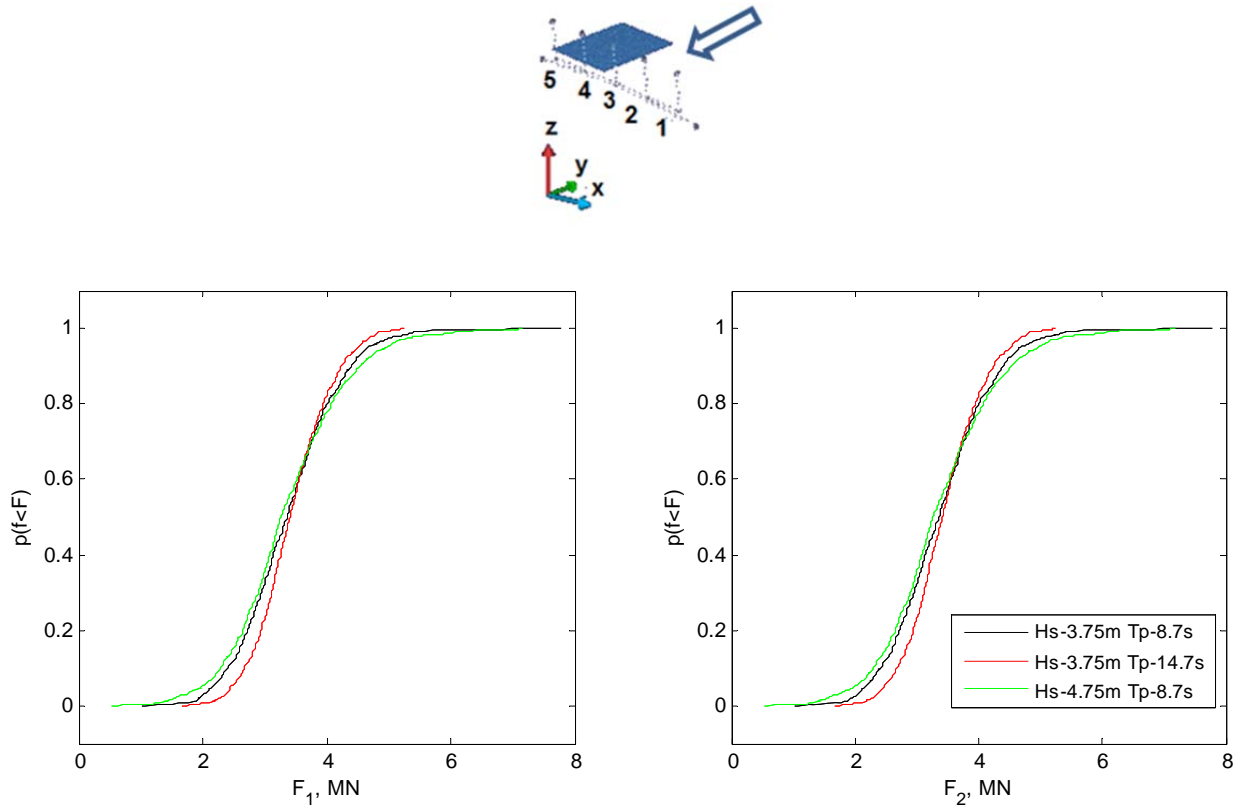 5
4
3
2
1
z
y
x
1
0.8
0.6
0.4
0.2
0
p(f<F)
0 2 4 6 8
F1, MN
1
0.8
0.6
0.4
0.2
0
p(f<F)
Hs-3.75m Tp-8.7s
Hs-3.75m Tp-14.7s
Hs-4.75m Tp-8.7s
0 2 4 6 8
F2, MN